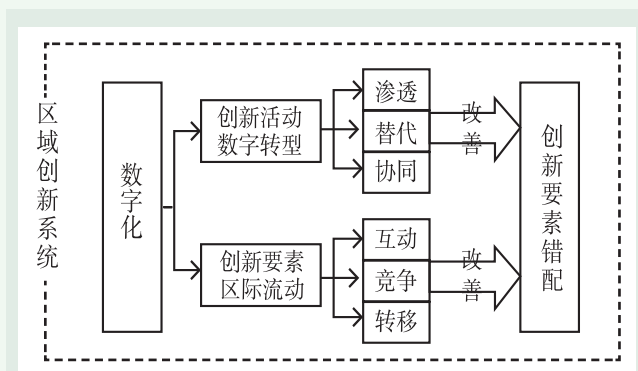 区域创新系统
数字化
创新活动
数字转型
渗透
替代
协同
改善
创新要素
区际流动
互动
竞争
转移
改善
创新要素错配